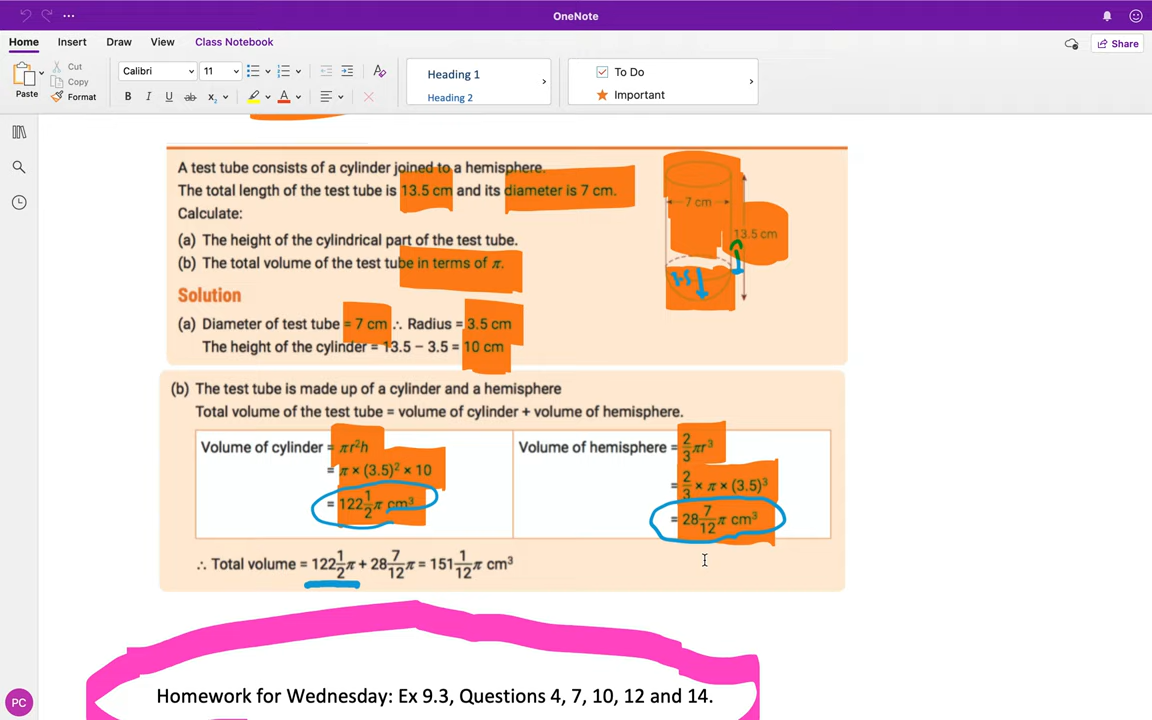 OneNote
Home Insert Draw View Class Notebook
Share
Paste
Cut
Copy
Format
Calibri 11
B I U ab x₂ A
Heading 1
Heading 2
To Do
Important
A test tube consists of a cylinder joined to a hemisphere.
The total length of the test tube is 13.5 cm and its diameter is 7 cm.
Calculate:
(a) The height of the cylindrical part of the test tube.
(b) The total volume of the test tube in terms of π.
7 cm
13.5 cm
3.5
Solution
(a) Diameter of test tube = 7 cm ∴ Radius = 3.5 cm
The height of the cylinder = 13.5 − 3.5 = 10 cm
(b) The test tube is made up of a cylinder and a hemisphere
Total volume of the test tube = volume of cylinder + volume of hemisphere.
Volume of cylinder = πr²h
= π × (3.5)² × 10
= 122 1/2 π cm³
Volume of hemisphere = 2/3 πr³
= 2/3 × π × (3.5)³
= 28 7/12 π cm³
∴ Total volume = 122 1/2 π + 28 7/12 π = 151 1/12 π cm³
Homework for Wednesday: Ex 9.3, Questions 4, 7, 10, 12 and 14.
PC